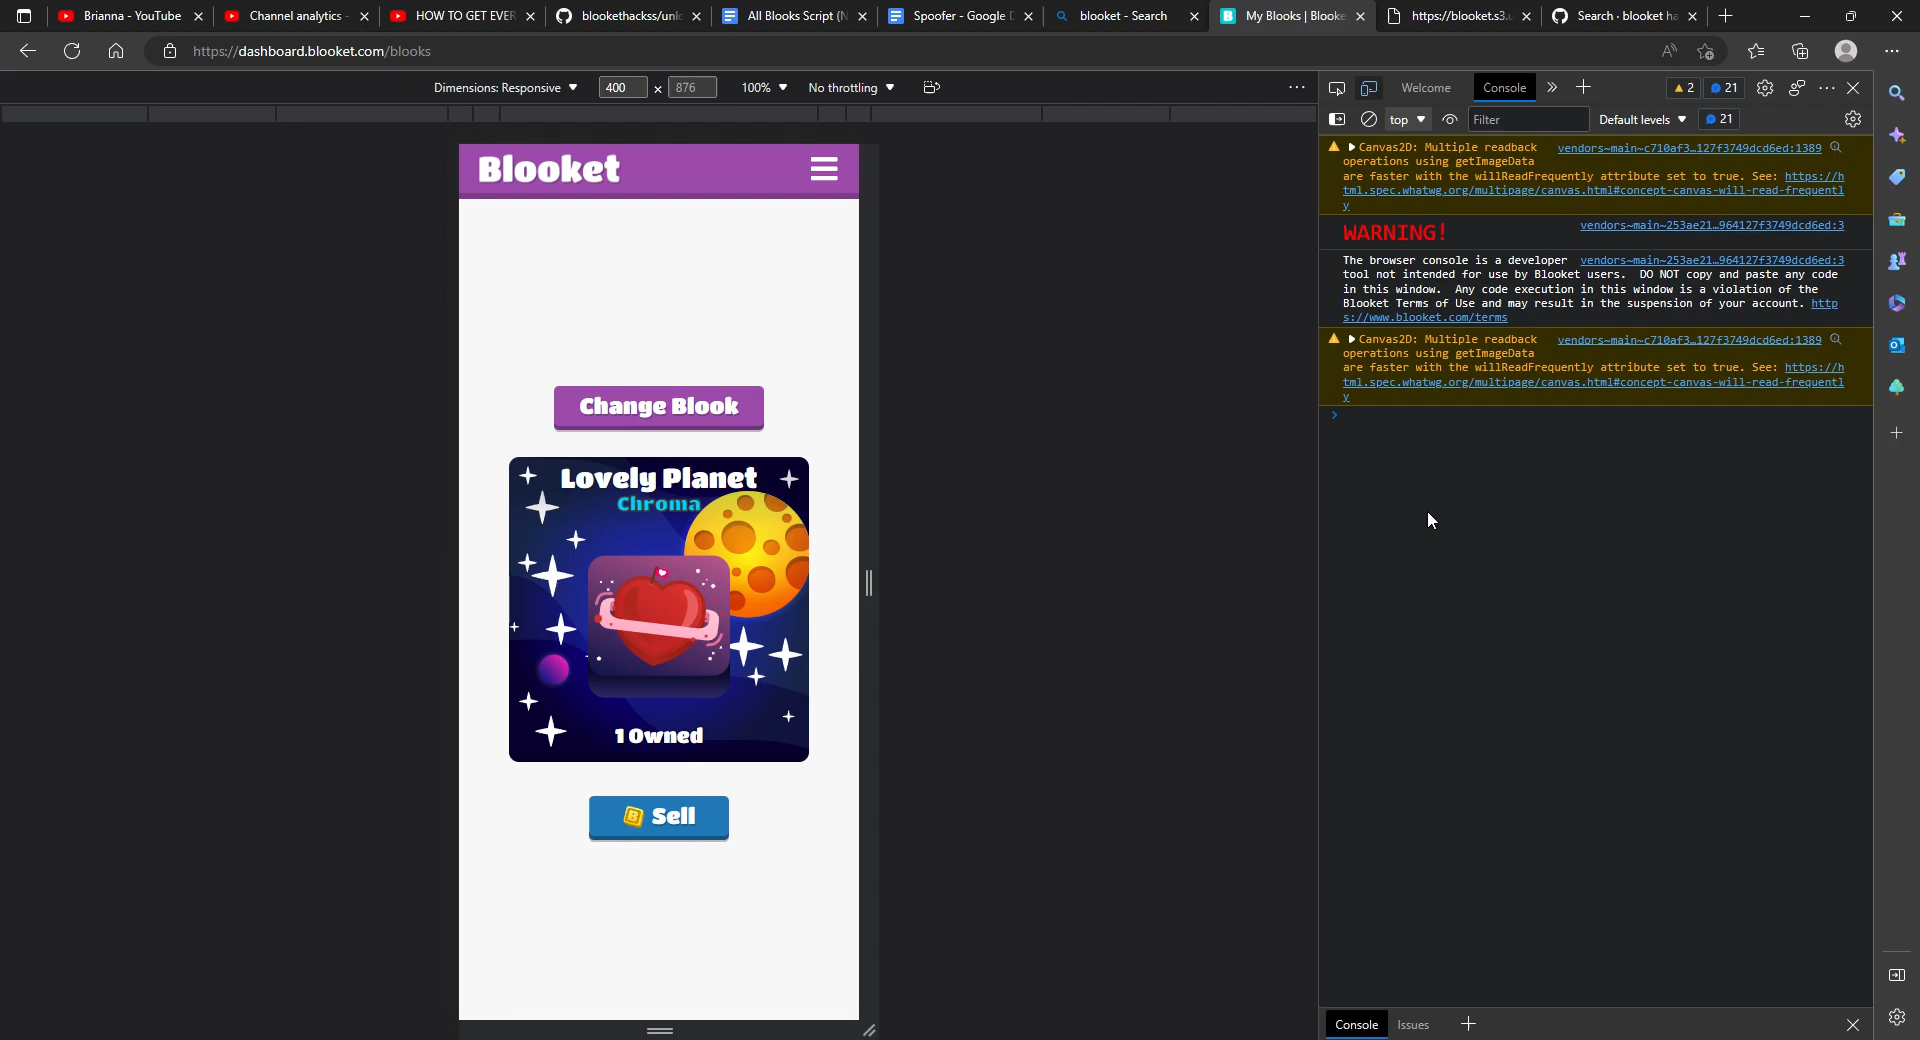 Brianna - YouTube
Channel analytics -
HOW TO GET EVER
blookethackss/unlo
All Blooks Script (N
Spoofer - Google D
blooket - Search
My Blooks | Blooke
https://blooket.s3.u
Search · blooket ha
https://dashboard.blooket.com/blooks
Dimensions: Responsive
400 x 876
100%
No throttling
Welcome
Console
2
21
top
Filter
Default levels
21
Blooket
Change Blook
Lovely Planet
Chroma
1 Owned
B Sell
Canvas2D: Multiple readback vendors~main~c710af3…127f3749dcd6ed:1389
operations using getImageData
are faster with the willReadFrequently attribute set to true. See: https://h
tml.spec.whatwg.org/multipage/canvas.html#concept-canvas-will-read-frequentl
y
WARNING! vendors~main~253ae21…964127f3749dcd6ed:3
The browser console is a developer vendors~main~253ae21…964127f3749dcd6ed:3
tool not intended for use by Blooket users. DO NOT copy and paste any code
in this window. Any code execution in this window is a violation of the
Blooket Terms of Use and may result in the suspension of your account. http
s://www.blooket.com/terms
Canvas2D: Multiple readback vendors~main~c710af3…127f3749dcd6ed:1389
operations using getImageData
are faster with the willReadFrequently attribute set to true. See: https://h
tml.spec.whatwg.org/multipage/canvas.html#concept-canvas-will-read-frequentl
y
Console
Issues